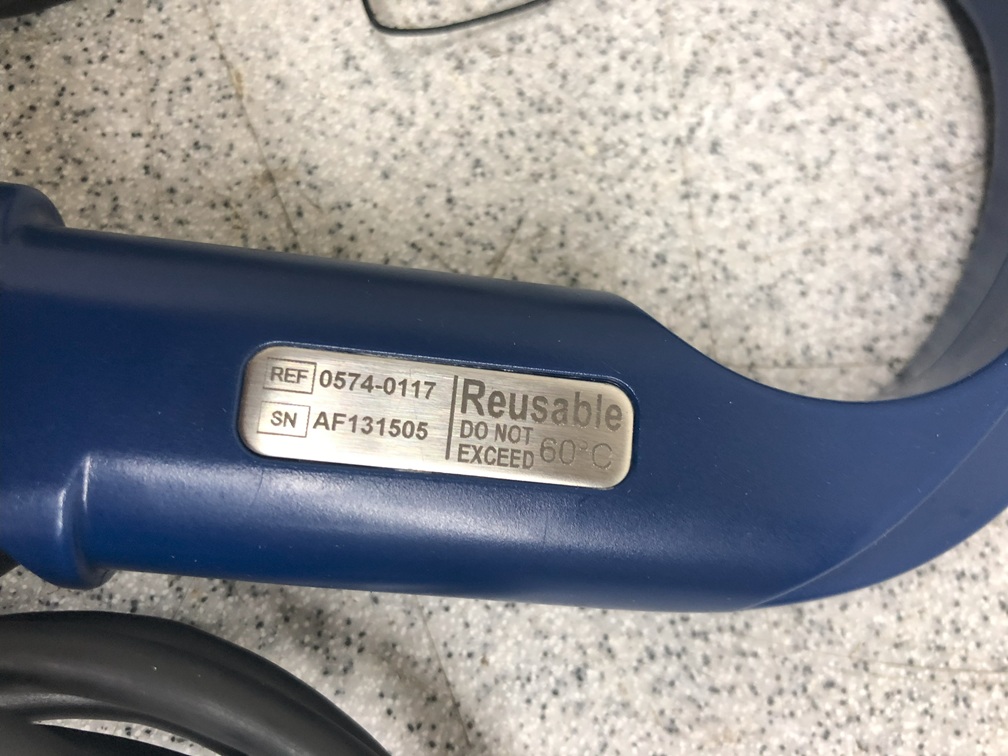 REF 0574-0117
SN AF131505
Reusable
DO NOT
EXCEED 60°C